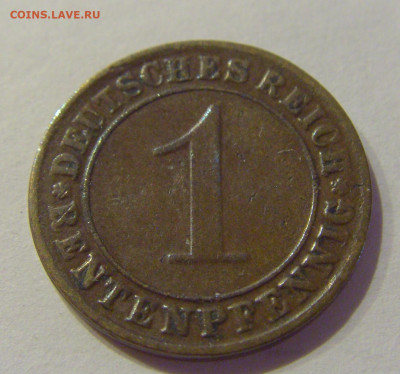 COINS.LAVE.RU
*DEUTSCHES REICH*
1
RENTENPFENNIG